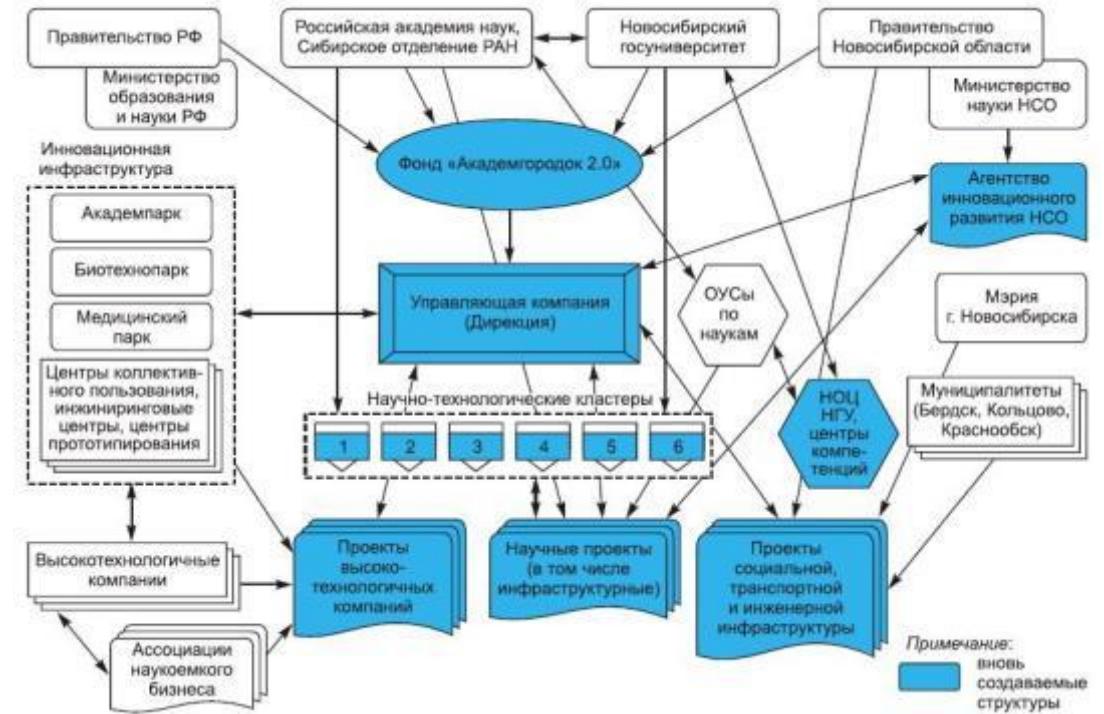 Правительство РФ
Министерство
образования
и науки РФ
Российская академия наук,
Сибирское отделение РАН
Новосибирский
госуниверситет
Правительство
Новосибирской области
Министерство
науки НСО
Фонд «Академгородок 2.0»
Агентство
инновационного
развития НСО
Инновационная
инфраструктура
Академпарк
Биотехнопарк
Медицинский
парк
Центры коллектив-
ного пользования,
инжиниринговые
центры, центры
прототипирования
Управляющая компания
(Дирекция)
ОУСы
по
наукам
Мэрия
г. Новосибирска
НОЦ
НГУ,
центры
компе-
тенций
Муниципалитеты
(Бердск, Кольцово,
Краснообск)
Научно-технологические кластеры
1 2 3 4 5 6
Высокотехнологичные
компании
Ассоциации
наукоемкого
бизнеса
Проекты
высоко-
технологичных
компаний
Научные проекты
(в том числе
инфраструктурные)
Проекты
социальной,
транспортной
и инженерной
инфраструктуры
Примечание:
вновь
создаваемые
структуры